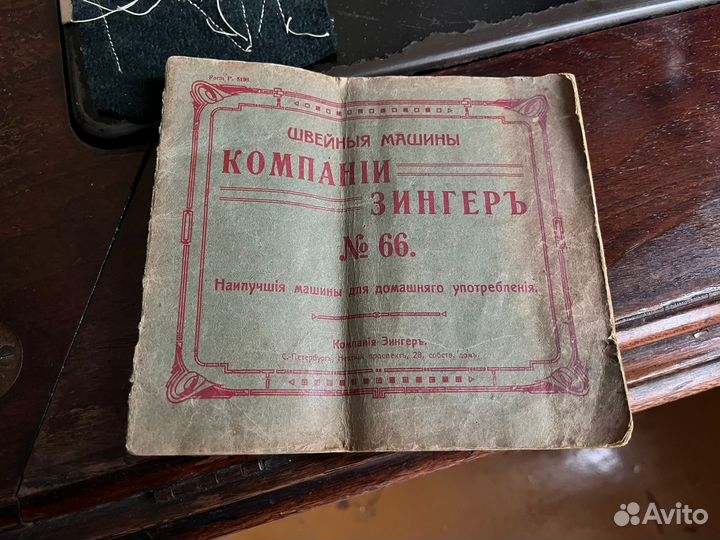 Form P.
ШВЕЙНЫЯ МАШИНЫ
КОМПАНІИ
ЗИНГЕРЪ
№ 66.
Наилучшія машины для домашняго употребленія.
Компанія Зингеръ.
С.-Петербургъ, Невскій проспектъ, 28, собств. домъ.
Avito